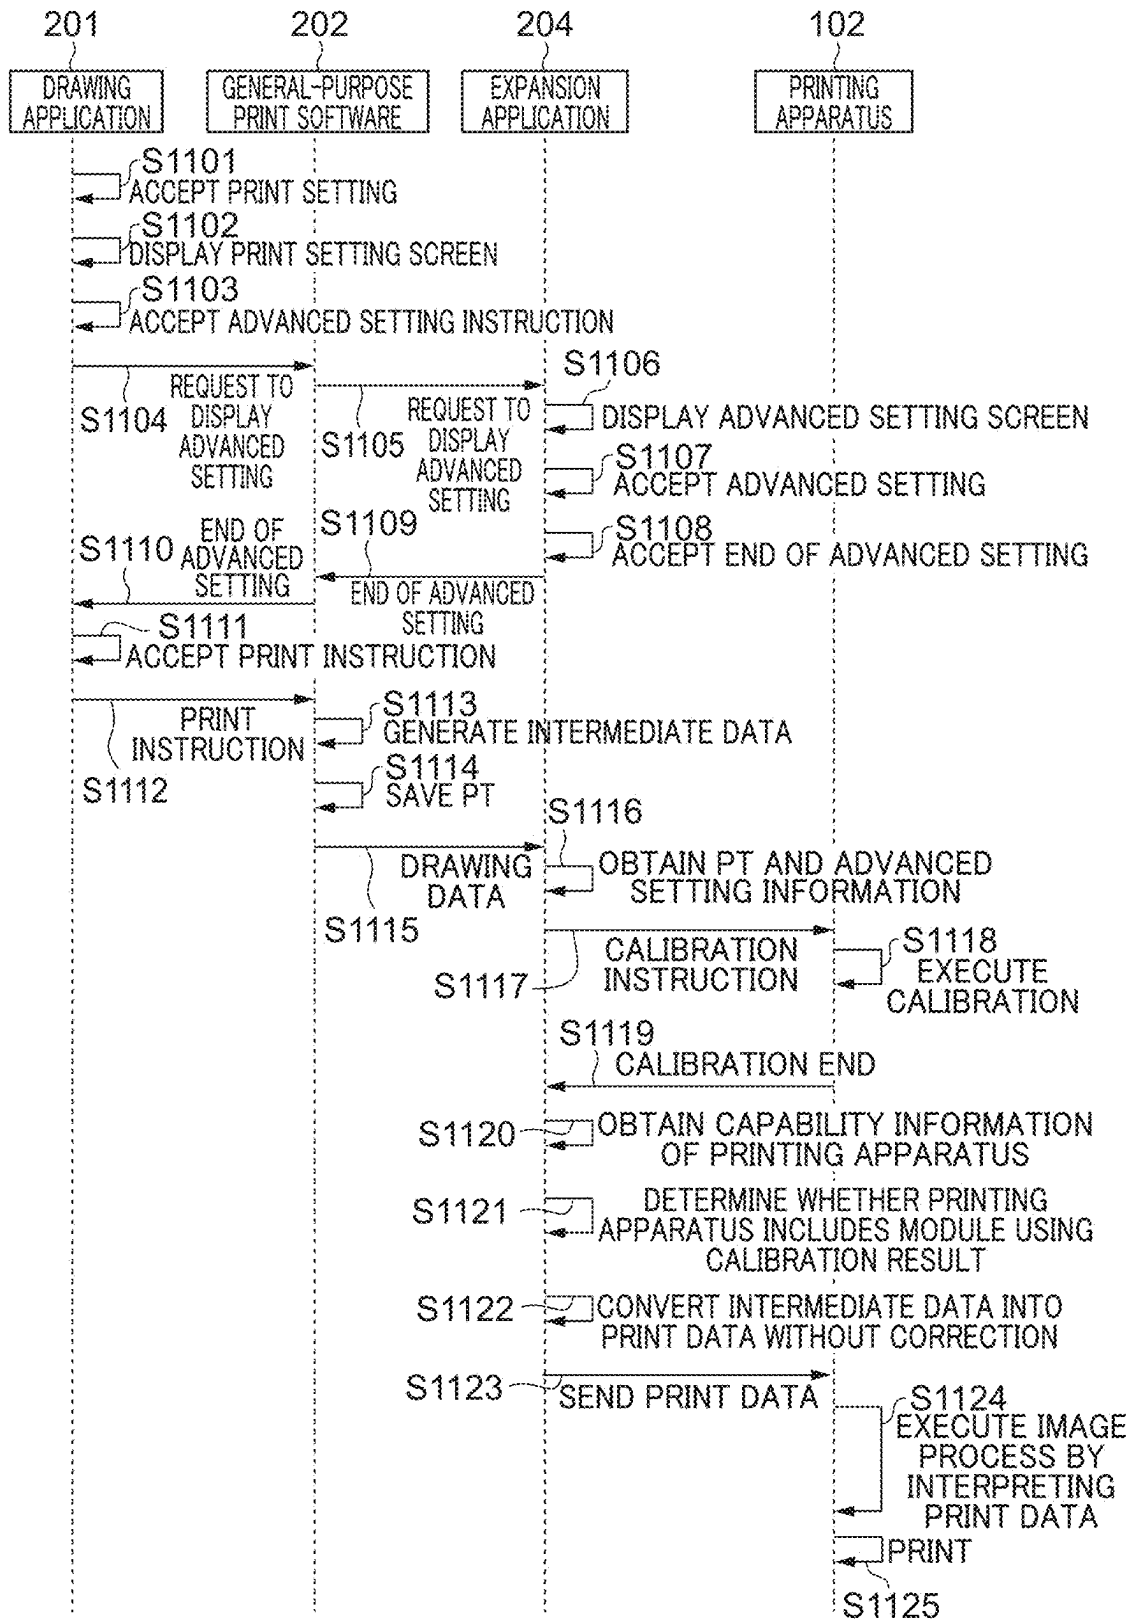 201
202
204
102
DRAWING
APPLICATION
GENERAL-PURPOSE
PRINT SOFTWARE
EXPANSION
APPLICATION
PRINTING
APPARATUS
S1101
ACCEPT PRINT SETTING
S1102
DISPLAY PRINT SETTING SCREEN
S1103
ACCEPT ADVANCED SETTING INSTRUCTION
S1104
REQUEST TO
DISPLAY
ADVANCED
SETTING
S1105
REQUEST TO
DISPLAY
ADVANCED
SETTING
S1106
DISPLAY ADVANCED SETTING SCREEN
S1107
ACCEPT ADVANCED SETTING
S1108
ACCEPT END OF ADVANCED SETTING
S1109
END OF ADVANCED
SETTING
S1110
END OF
ADVANCED
SETTING
S1111
ACCEPT PRINT INSTRUCTION
PRINT
INSTRUCTION
S1112
S1113
GENERATE INTERMEDIATE DATA
S1114
SAVE PT
DRAWING
DATA
S1115
S1116
OBTAIN PT AND ADVANCED
SETTING INFORMATION
S1117
CALIBRATION
INSTRUCTION
S1118
EXECUTE
CALIBRATION
S1119
CALIBRATION END
S1120
OBTAIN CAPABILITY INFORMATION
OF PRINTING APPARATUS
S1121
DETERMINE WHETHER PRINTING
APPARATUS INCLUDES MODULE USING
CALIBRATION RESULT
S1122
CONVERT INTERMEDIATE DATA INTO
PRINT DATA WITHOUT CORRECTION
S1123
SEND PRINT DATA
S1124
EXECUTE IMAGE
PROCESS BY
INTERPRETING
PRINT DATA
PRINT
S1125